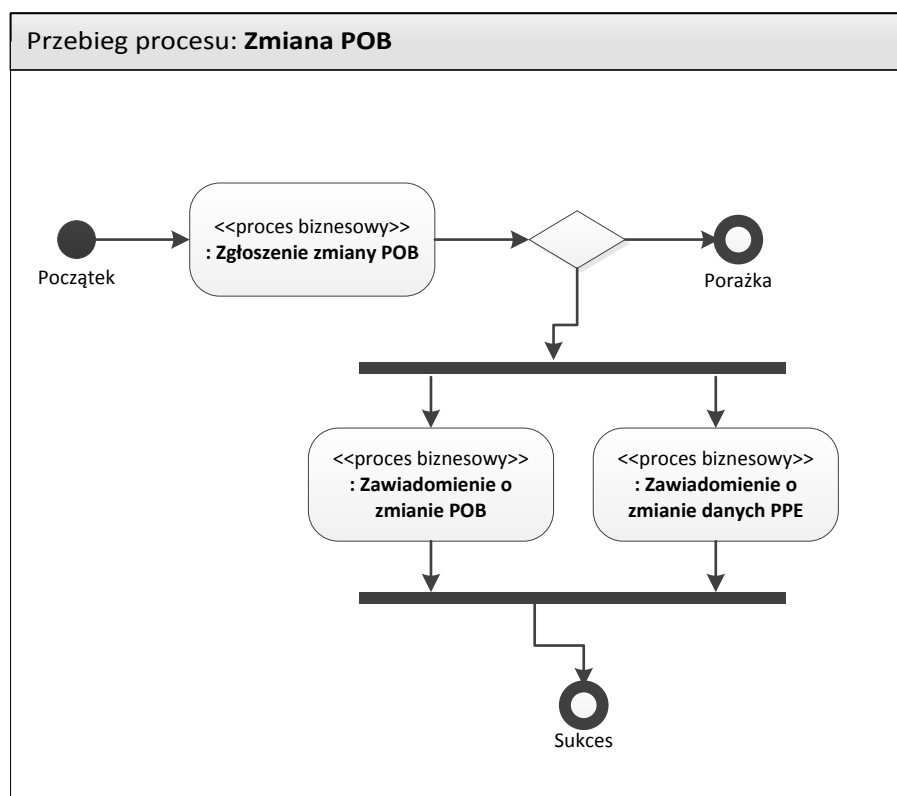 Przebieg procesu: Zmiana POB
<<proces biznesowy>>
: Zgłoszenie zmiany POB
Początek
Porażka
<<proces biznesowy>>
: Zawiadomienie o
zmianie POB
<<proces biznesowy>>
: Zawiadomienie o
zmianie danych PPE
Sukces